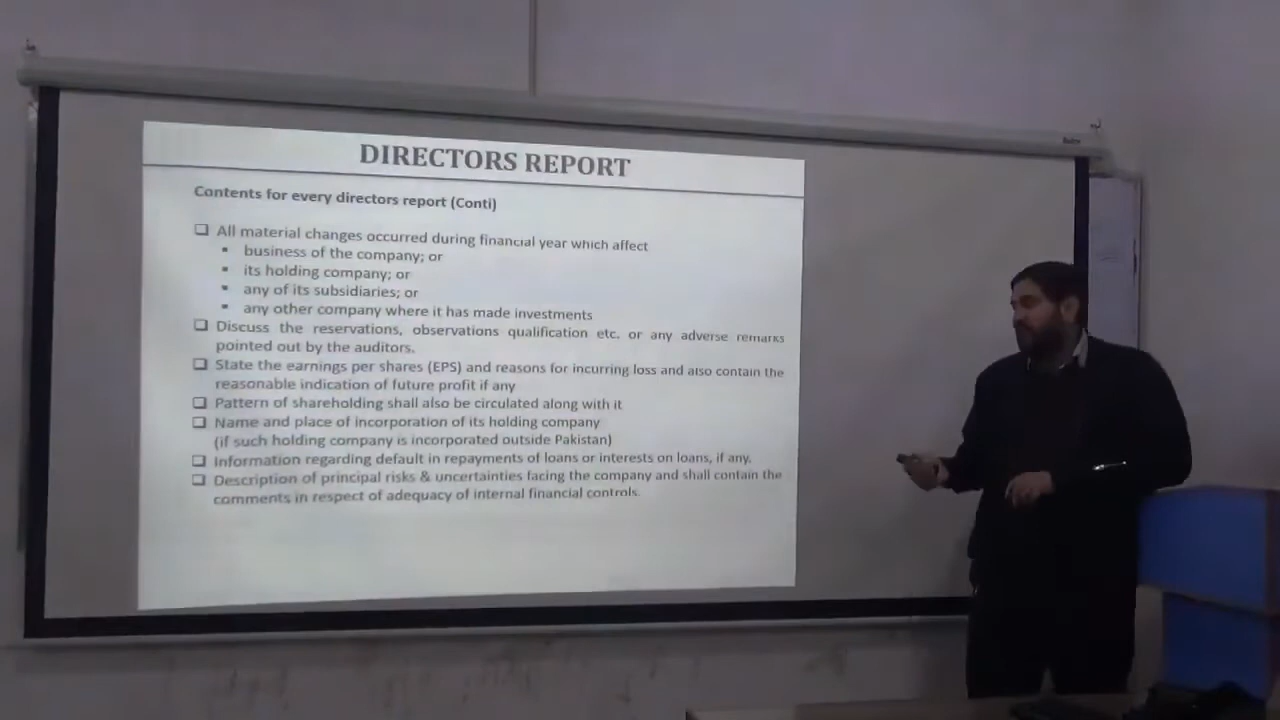 DIRECTORS REPORT
Contents for every directors report (Conti)
❑ All material changes occurred during financial year which affect
▪ business of the company; or
▪ its holding company; or
▪ any of its subsidiaries; or
▪ any other company where it has made investments
❑ Discuss the reservations, observations qualification etc. or any adverse remarks
pointed out by the auditors.
❑ State the earnings per shares (EPS) and reasons for incurring loss and also contain the
reasonable indication of future profit if any
❑ Pattern of shareholding shall also be circulated along with it
❑ Name and place of incorporation of its holding company
(if such holding company is incorporated outside Pakistan)
❑ Information regarding default in repayments of loans or interests on loans, if any.
❑ Description of principal risks & uncertainties facing the company and shall contain the
comments in respect of adequacy of internal financial controls.